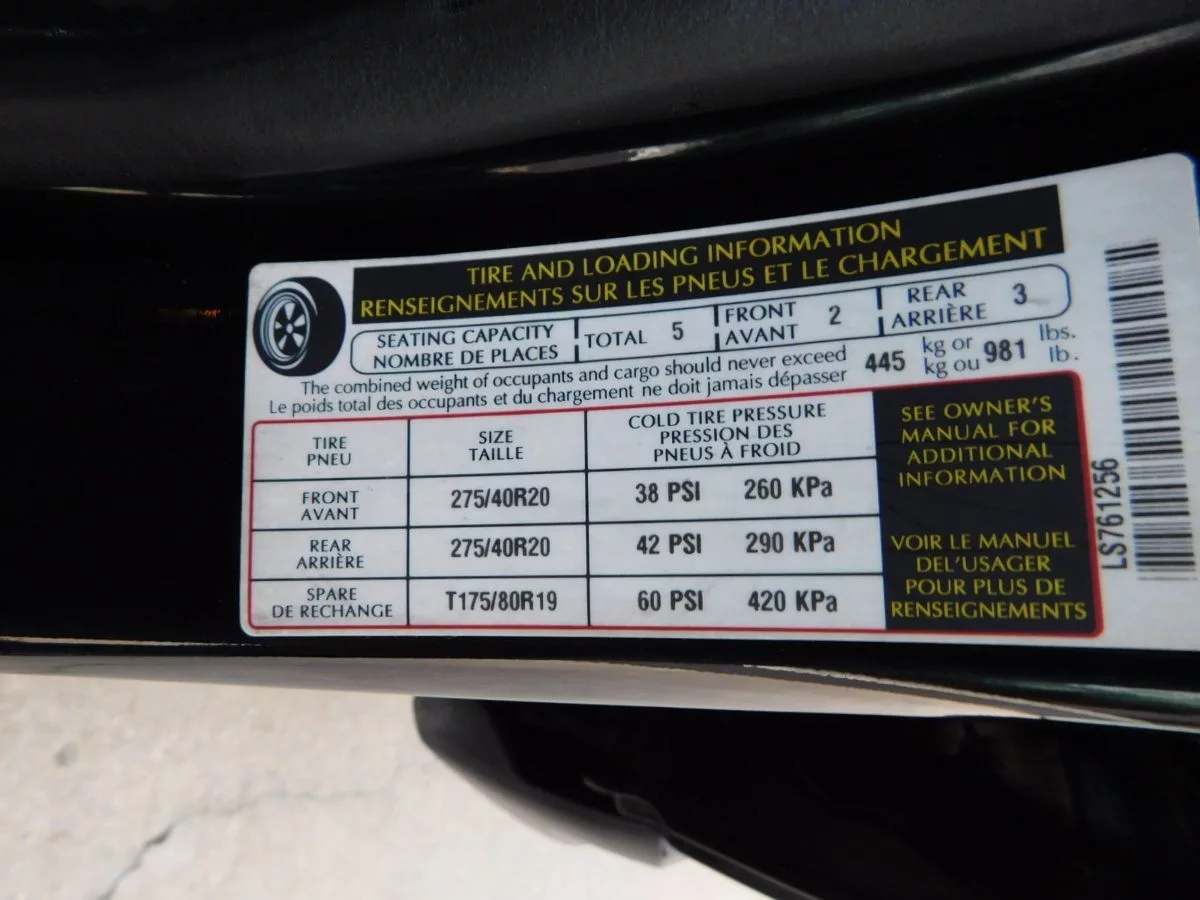 TIRE AND LOADING INFORMATION
RENSEIGNEMENTS SUR LES PNEUS ET LE CHARGEMENT
SEATING CAPACITY
NOMBRE DE PLACES
TOTAL 5
FRONT
AVANT
2
REAR
ARRIÈRE
3
The combined weight of occupants and cargo should never exceed
Le poids total des occupants et du chargement ne doit jamais dépasser
445
kg or
kg ou
981
lbs.
lb.
TIRE
PNEU
SIZE
TAILLE
COLD TIRE PRESSURE
PRESSION DES
PNEUS À FROID
FRONT
AVANT
275/40R20
38 PSI 260 KPa
REAR
ARRIÈRE
275/40R20
42 PSI 290 KPa
SPARE
DE RECHANGE
T175/80R19
60 PSI 420 KPa
SEE OWNER'S
MANUAL FOR
ADDITIONAL
INFORMATION
VOIR LE MANUEL
DEL'USAGER
POUR PLUS DE
RENSEIGNEMENTS
LS761256